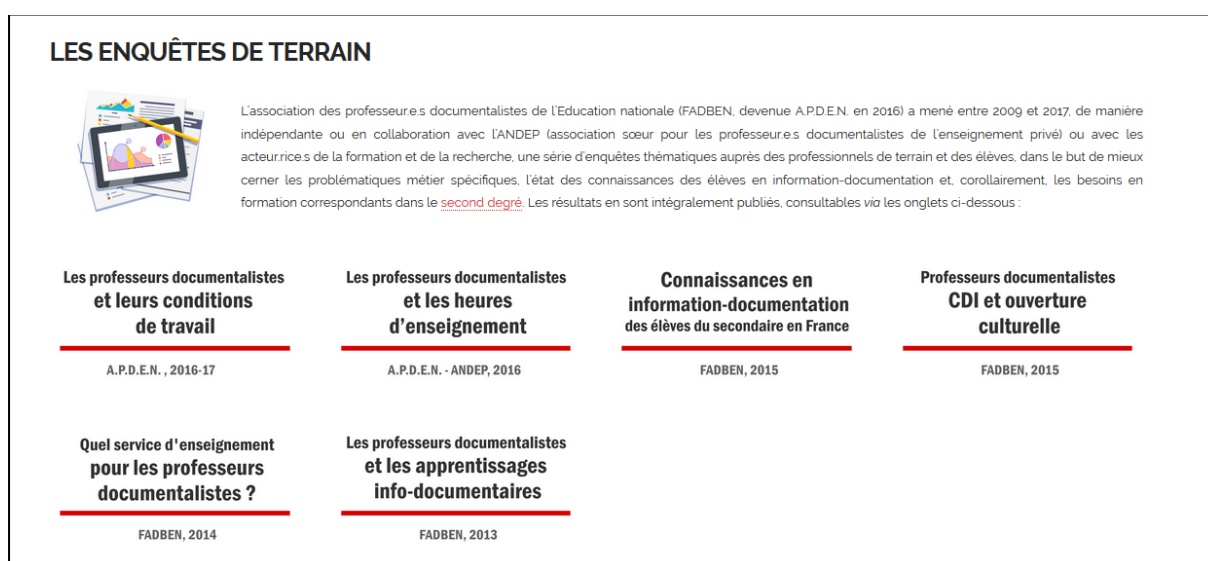 LES ENQUÊTES DE TERRAIN
L'association des professeur.e.s documentalistes de l'Education nationale (FADBEN, devenue A.P.D.E.N. en 2016) a mené entre 2009 et 2017, de manière
indépendante ou en collaboration avec l'ANDEP (association sœur pour les professeur.e.s documentalistes de l'enseignement privé) ou avec les
acteur.rice.s de la formation et de la recherche, une série d'enquêtes thématiques auprès des professionnels de terrain et des élèves, dans le but de mieux
cerner les problématiques métier spécifiques, l'état des connaissances des élèves en information-documentation et, corollairement, les besoins en
formation correspondants dans le second degré. Les résultats en sont intégralement publiés, consultables via les onglets ci-dessous :
Les professeurs documentalistes
et leurs conditions
de travail
A.P.D.E.N. , 2016-17
Les professeurs documentalistes
et les heures
d'enseignement
A.P.D.E.N. - ANDEP, 2016
Connaissances en
information-documentation
des élèves du secondaire en France
FADBEN, 2015
Professeurs documentalistes
CDI et ouverture
culturelle
FADBEN, 2015
Quel service d'enseignement
pour les professeurs
documentalistes ?
FADBEN, 2014
Les professeurs documentalistes
et les apprentissages
info-documentaires
FADBEN, 2013